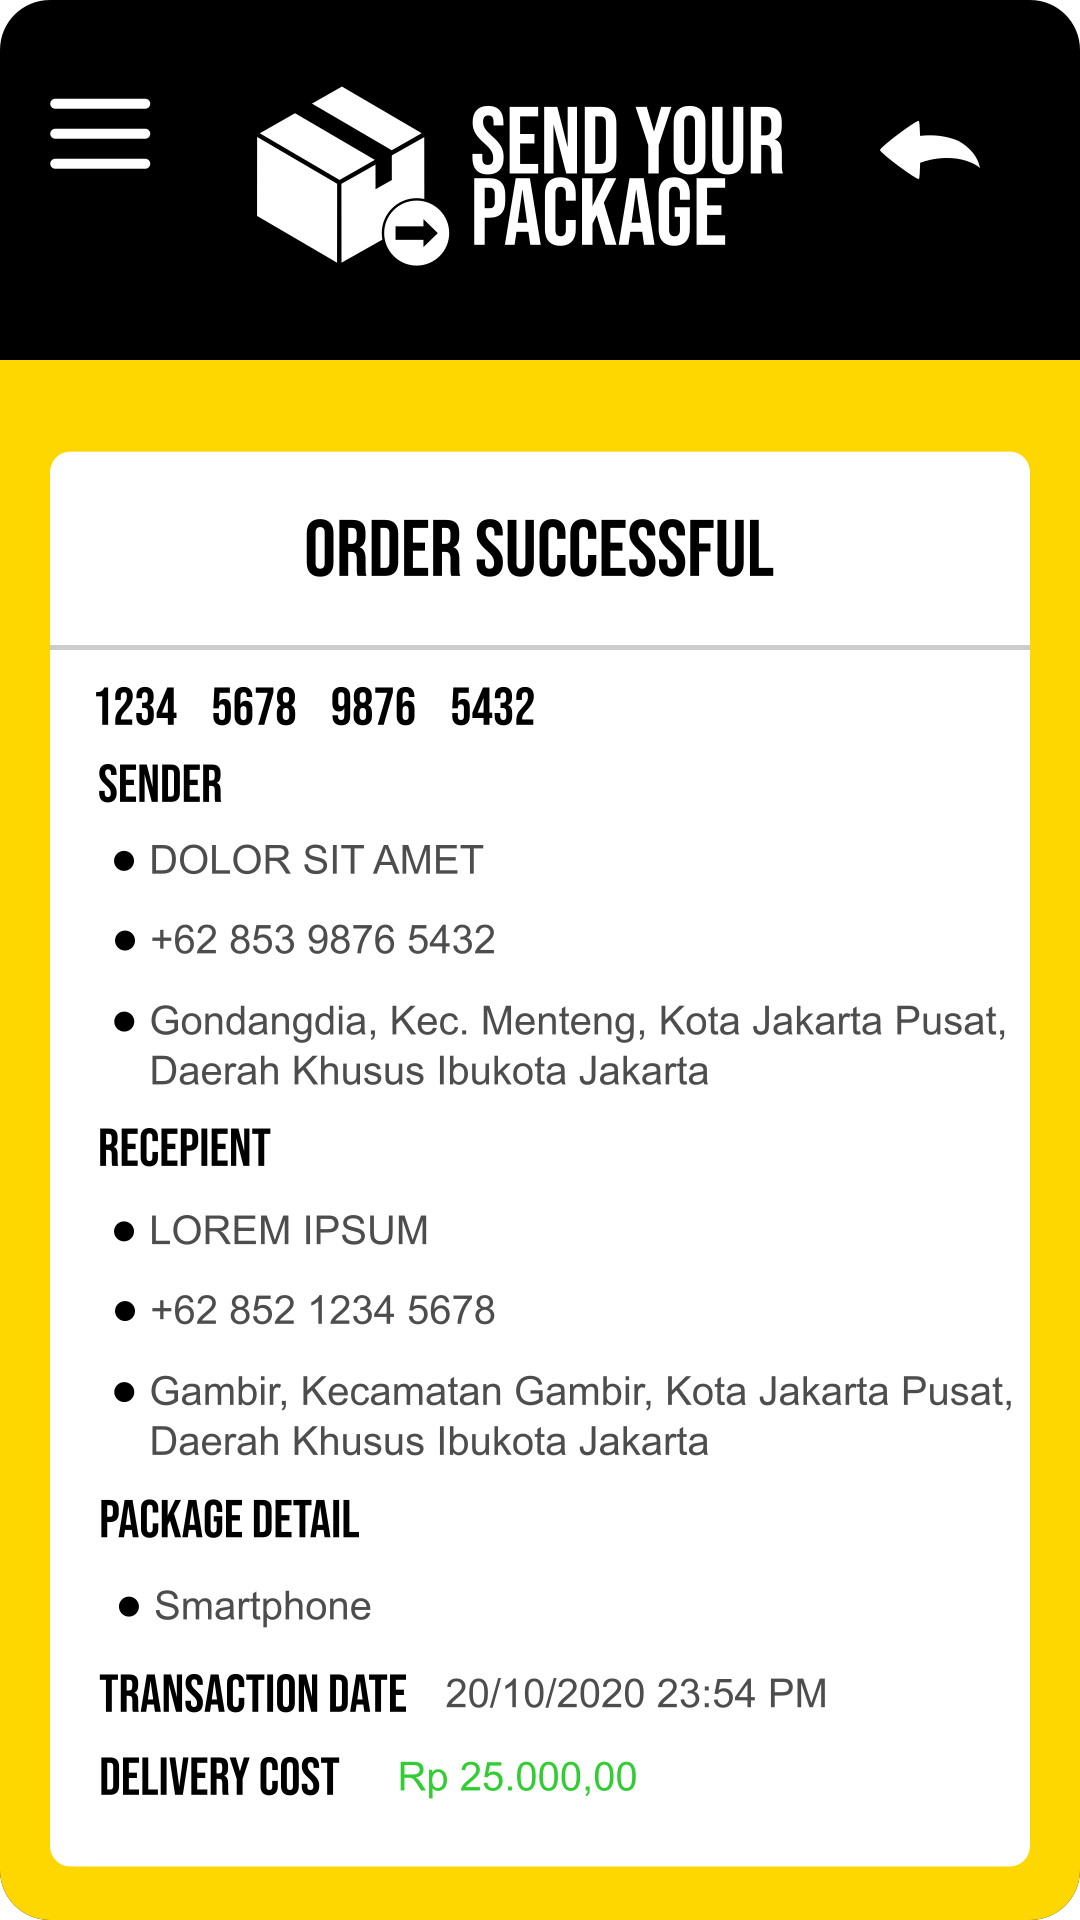 SEND YOUR
PACKAGE
ORDER SUCCESSFUL
1234 5678 9876 5432
SENDER
DOLOR SIT AMET
+62 853 9876 5432
Gondangdia, Kec. Menteng, Kota Jakarta Pusat,
Daerah Khusus Ibukota Jakarta
RECEPIENT
LOREM IPSUM
+62 852 1234 5678
Gambir, Kecamatan Gambir, Kota Jakarta Pusat,
Daerah Khusus Ibukota Jakarta
PACKAGE DETAIL
Smartphone
TRANSACTION DATE 20/10/2020 23:54 PM
DELIVERY COST Rp 25.000,00